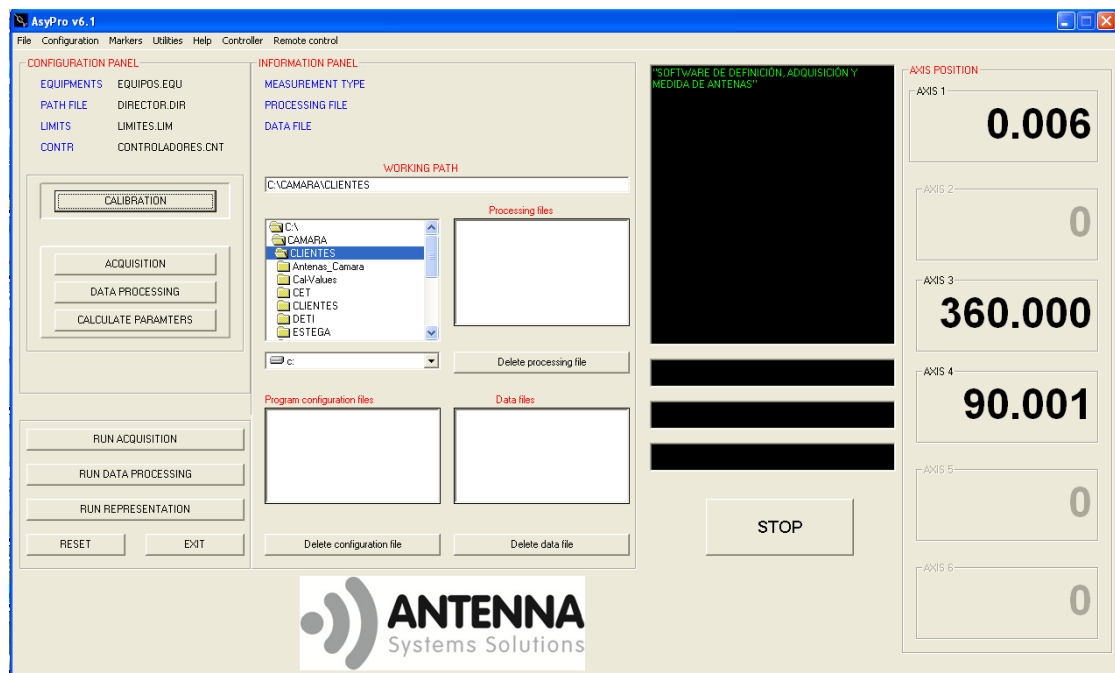 AsyPro v6.1
File Configuration Markers Utilities Help Controller Remote control
CONFIGURATION PANEL
EQUIPMENTS EQUIPOS.EQU
PATH FILE DIRECTOR.DIR
LIMITS LIMITES.LIM
CONTR CONTROLADORES.CNT
CALIBRATION
ACQUISITION
DATA PROCESSING
CALCULATE PARAMTERS
RUN ACQUISITION
RUN DATA PROCESSING
RUN REPRESENTATION
RESET EXIT
INFORMATION PANEL
MEASUREMENT TYPE
PROCESSING FILE
DATA FILE
WORKING PATH
C:\CAMARA\CLIENTES
C:\
CAMARA
CLIENTES
Antenas_Camara
Cal-Values
CET
CLIENTES
DETI
ESTEGA
c:
Processing files
Delete processing file
Program configuration files
Data files
Delete configuration file
Delete data file
"SOFTWARE DE DEFINICIÓN, ADQUISICIÓN Y
MEDIDA DE ANTENAS"
STOP
AXIS POSITION
AXIS 1
0.006
AXIS 2
0
AXIS 3
360.000
AXIS 4
90.001
AXIS 5
0
AXIS 6
0
ANTENNA
Systems Solutions